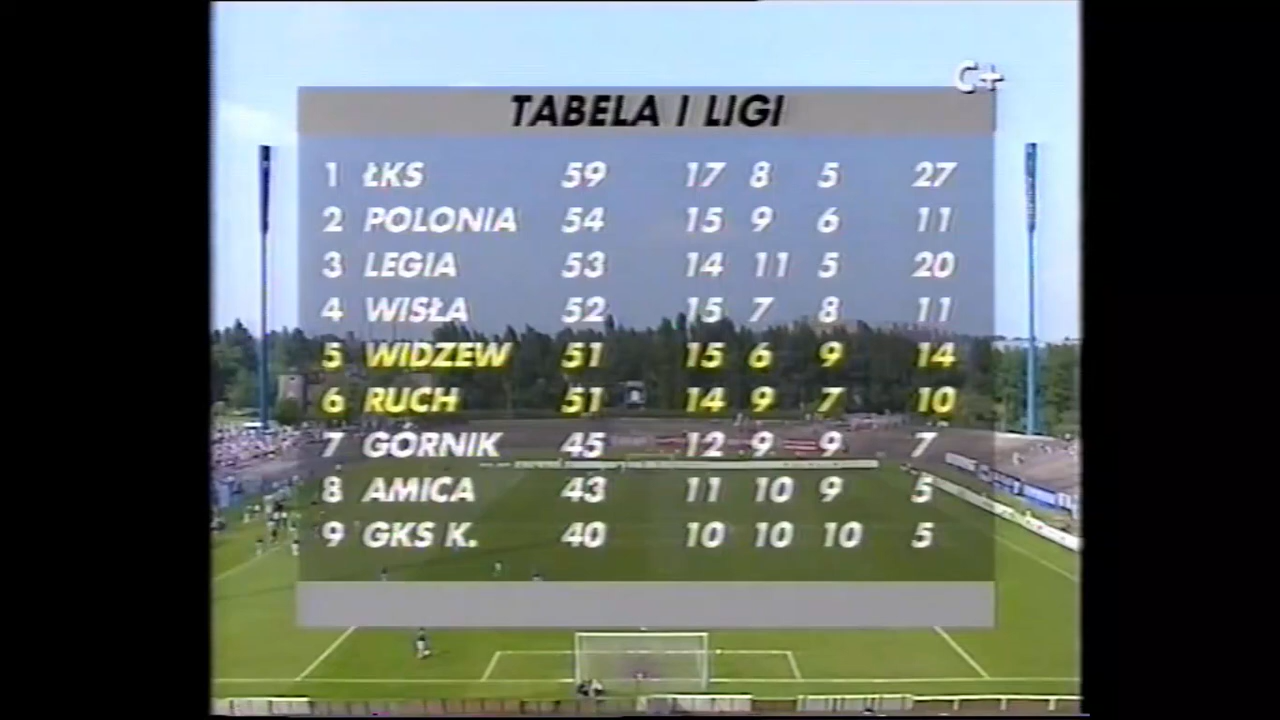 C+
TABELA I LIGI
1 ŁKS 59 17 8 5 27
2 POLONIA 54 15 9 6 11
3 LEGIA 53 14 11 5 20
4 WISŁA 52 15 7 8 11
5 WIDZEW 51 15 6 9 14
6 RUCH 51 14 9 7 10
7 GÓRNIK 45 12 9 9 7
8 AMICA 43 11 10 9 5
9 GKS K. 40 10 10 10 5